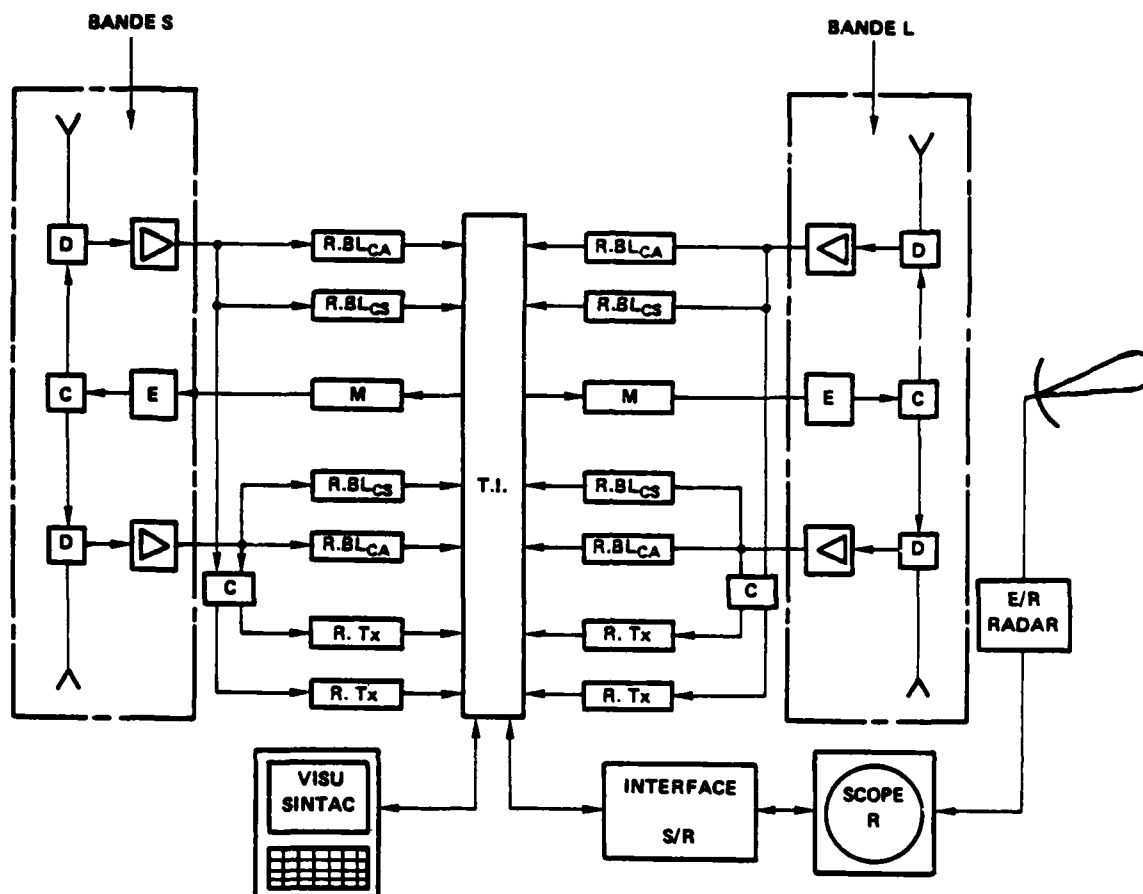 BANDE S
BANDE L
D
R.BLCA
R.BLCA
D
R.BLCS
R.BLCS
C
E
M
M
E
C
R.BLCS
T.I.
R.BLCS
D
R.BLCA
R.BLCA
D
C
C
R. Tx
R. Tx
E/R
RADAR
R. Tx
R. Tx
VISU
SINTAC
INTERFACE
S/R
SCOPE
R